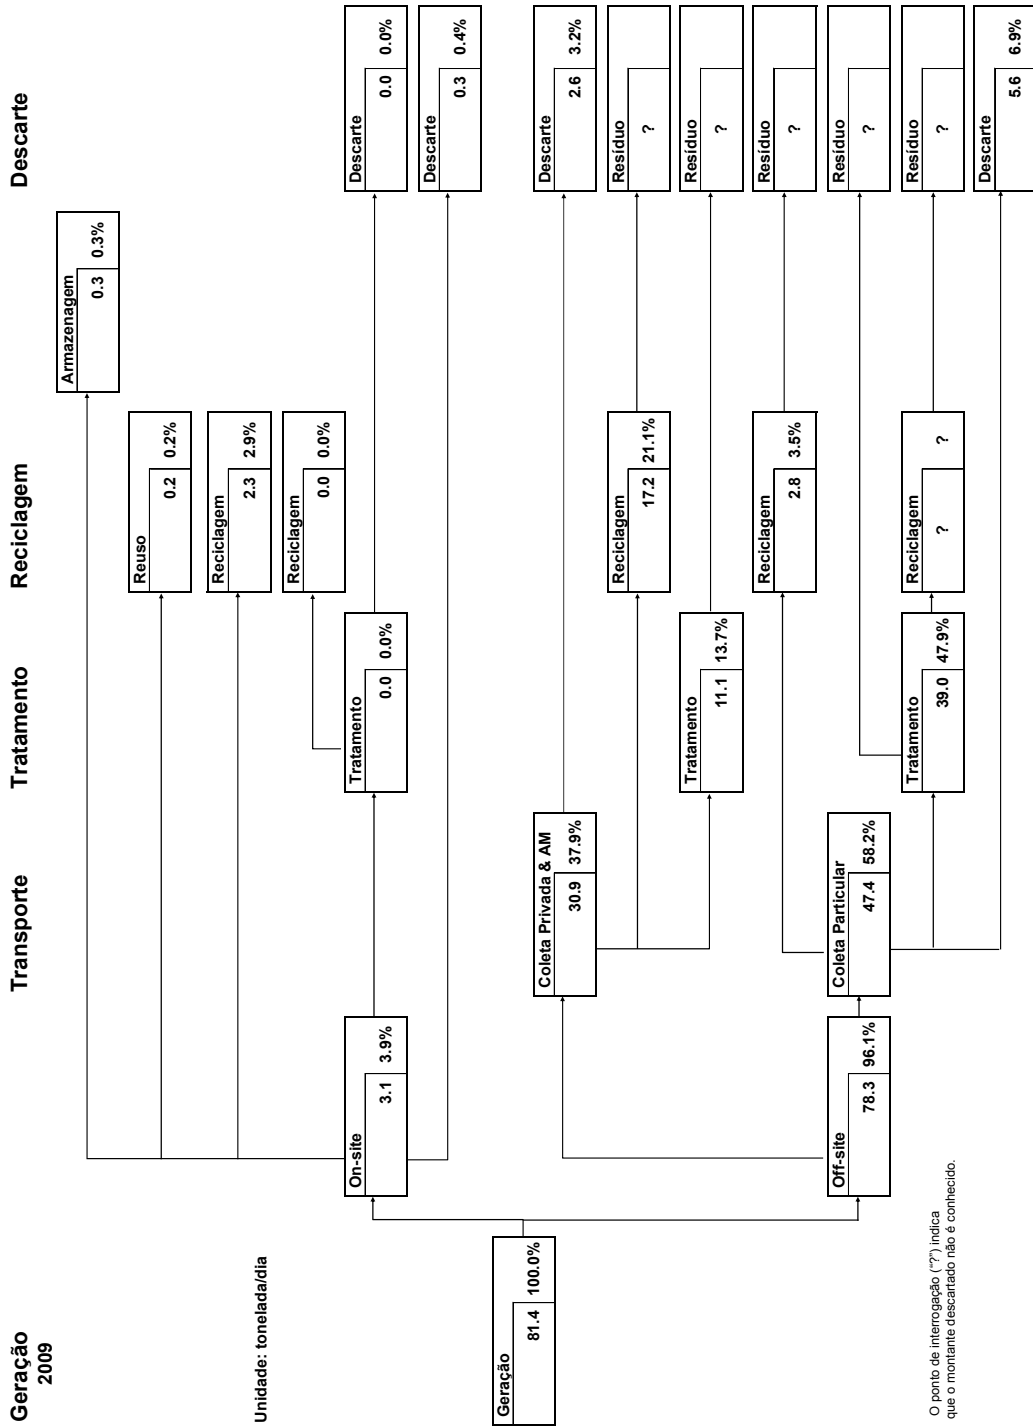 Geração
2009
Transporte
Tratamento
Reciclagem
Descarte
Unidade: tonelada/dia
Armazenagem
0.3 0.3%
Reuso
0.2 0.2%
Reciclagem
2.3 2.9%
Reciclagem
0.0 0.0%
On-site
3.1 3.9%
Tratamento
0.0 0.0%
Descarte
0.0 0.0%
Descarte
0.3 0.4%
Geração
81.4 100.0%
Coleta Privada & AM
30.9 37.9%
Descarte
2.6 3.2%
Reciclagem
17.2 21.1%
Resíduo
?
Tratamento
11.1 13.7%
Resíduo
?
Reciclagem
2.8 3.5%
Resíduo
?
Off-site
78.3 96.1%
Coleta Particular
47.4 58.2%
Resíduo
?
Tratamento
39.0 47.9%
Reciclagem
? ?
Resíduo
?
Descarte
5.6 6.9%
O ponto de interrogação (“?”) indica
que o montante descartado não é conhecido.